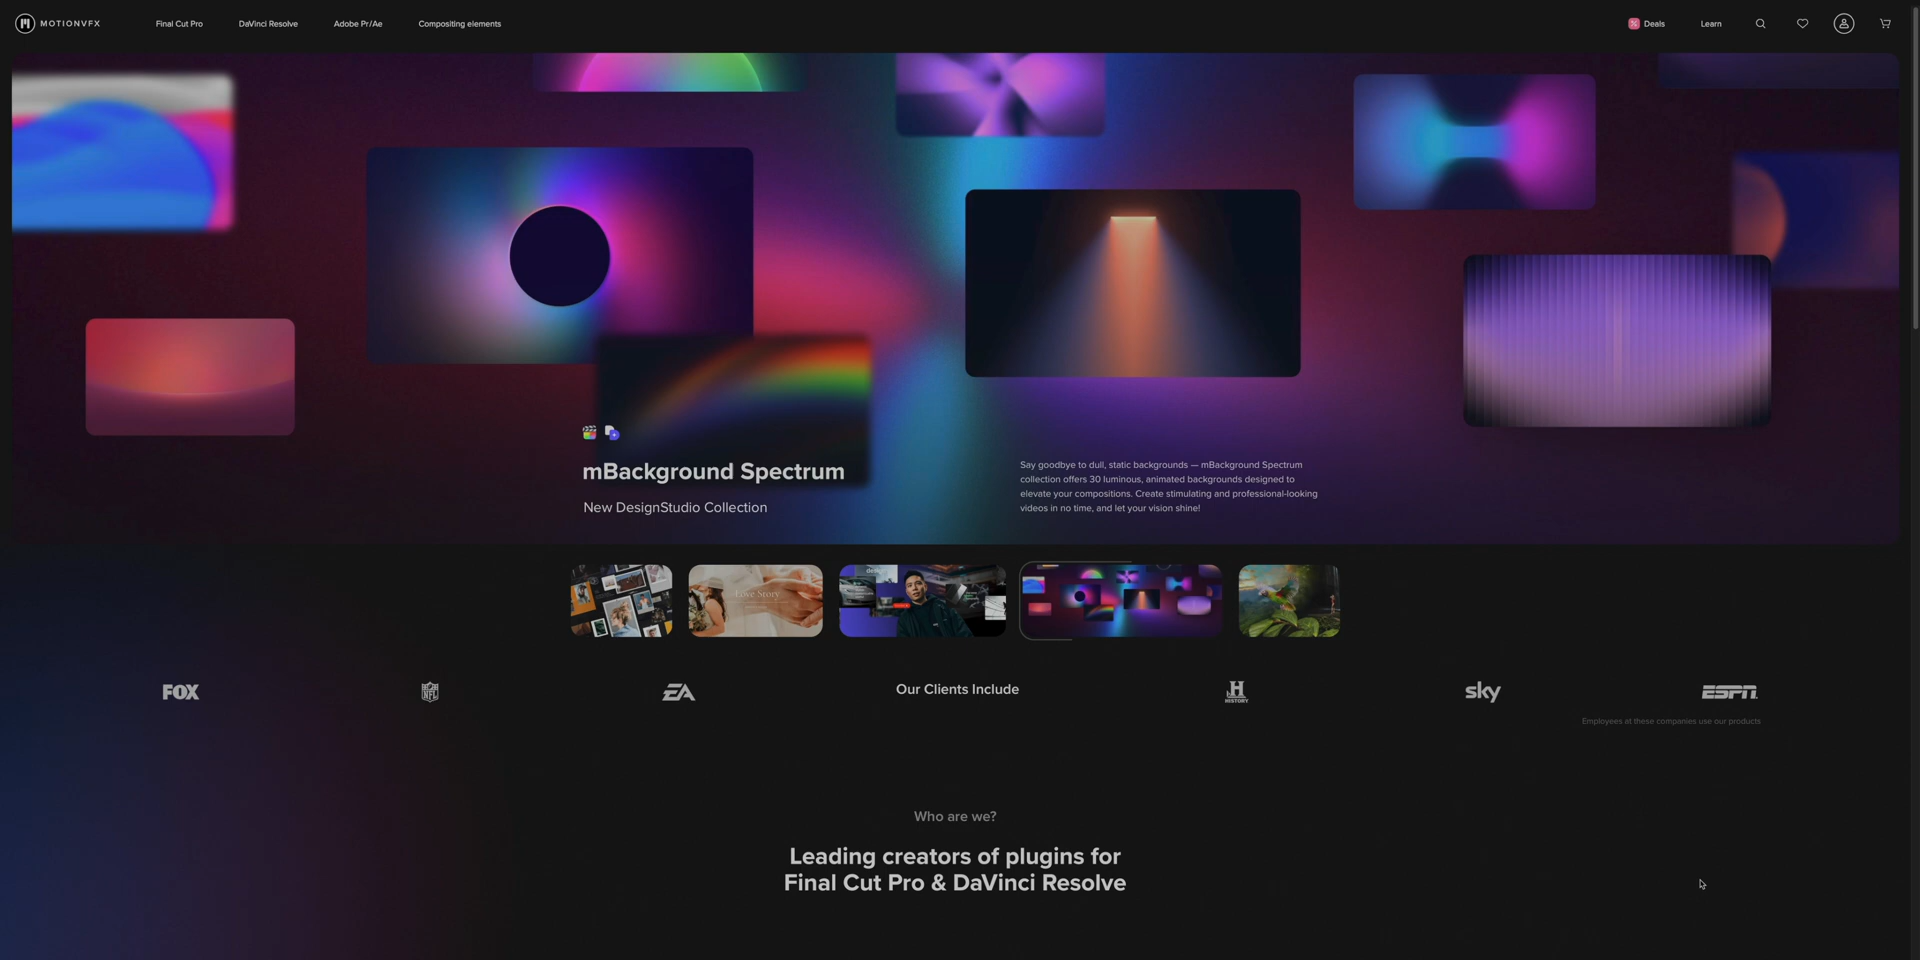 MOTIONVFX
Final Cut Pro
DaVinci Resolve
Adobe Pr/Ae
Compositing elements
Deals
Learn
mBackground Spectrum
New DesignStudio Collection
Say goodbye to dull, static backgrounds — mBackground Spectrum
collection offers 30 luminous, animated backgrounds designed to
elevate your compositions. Create stimulating and professional-looking
videos in no time, and let your vision shine!
Love Story
FOX
NFL
EA
Our Clients Include
H
HISTORY
sky
ESPN
Employees at these companies use our products
Who are we?
Leading creators of plugins for
Final Cut Pro & DaVinci Resolve